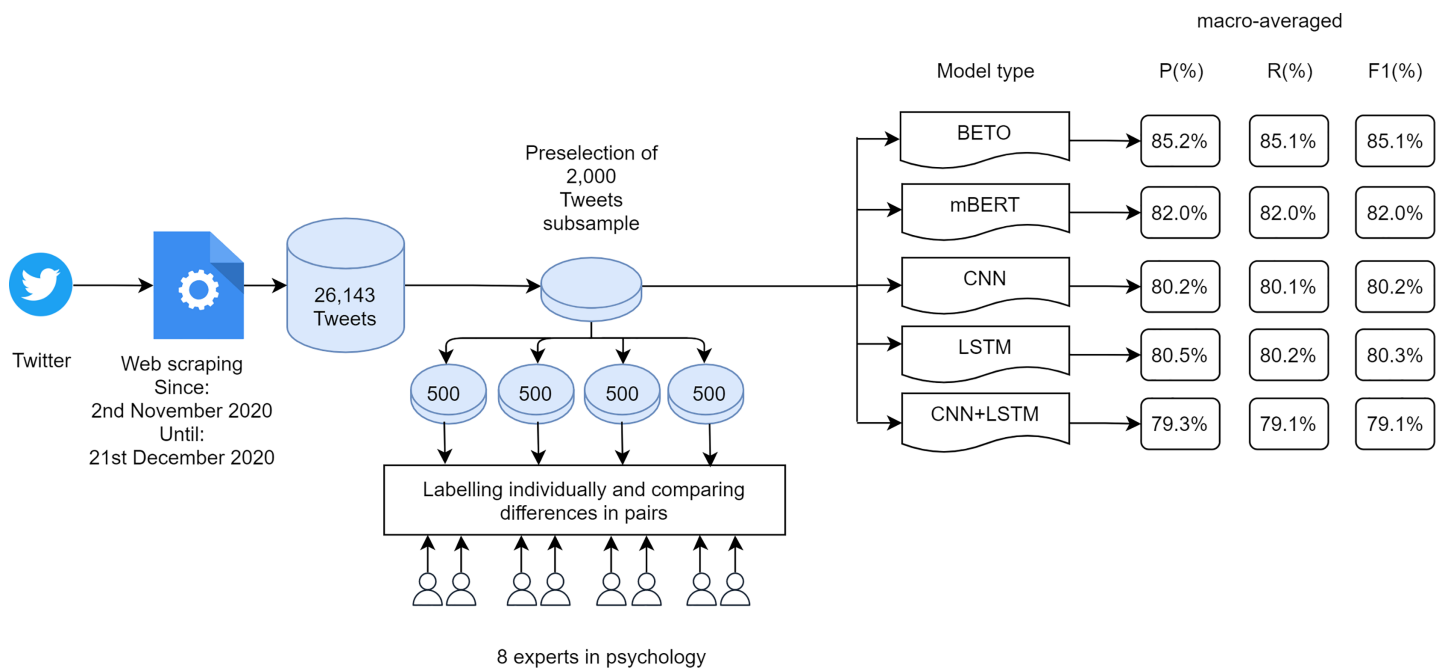 macro-averaged
Model type
P(%)
R(%)
F1(%)
BETO
85.2%
85.1%
85.1%
mBERT
82.0%
82.0%
82.0%
CNN
80.2%
80.1%
80.2%
LSTM
80.5%
80.2%
80.3%
CNN+LSTM
79.3%
79.1%
79.1%
Preselection of
2,000
Tweets
subsample
26,143
Tweets
Twitter
Web scraping
Since:
2nd November 2020
Until:
21st December 2020
500
500
500
500
Labelling individually and comparing
differences in pairs
8 experts in psychology